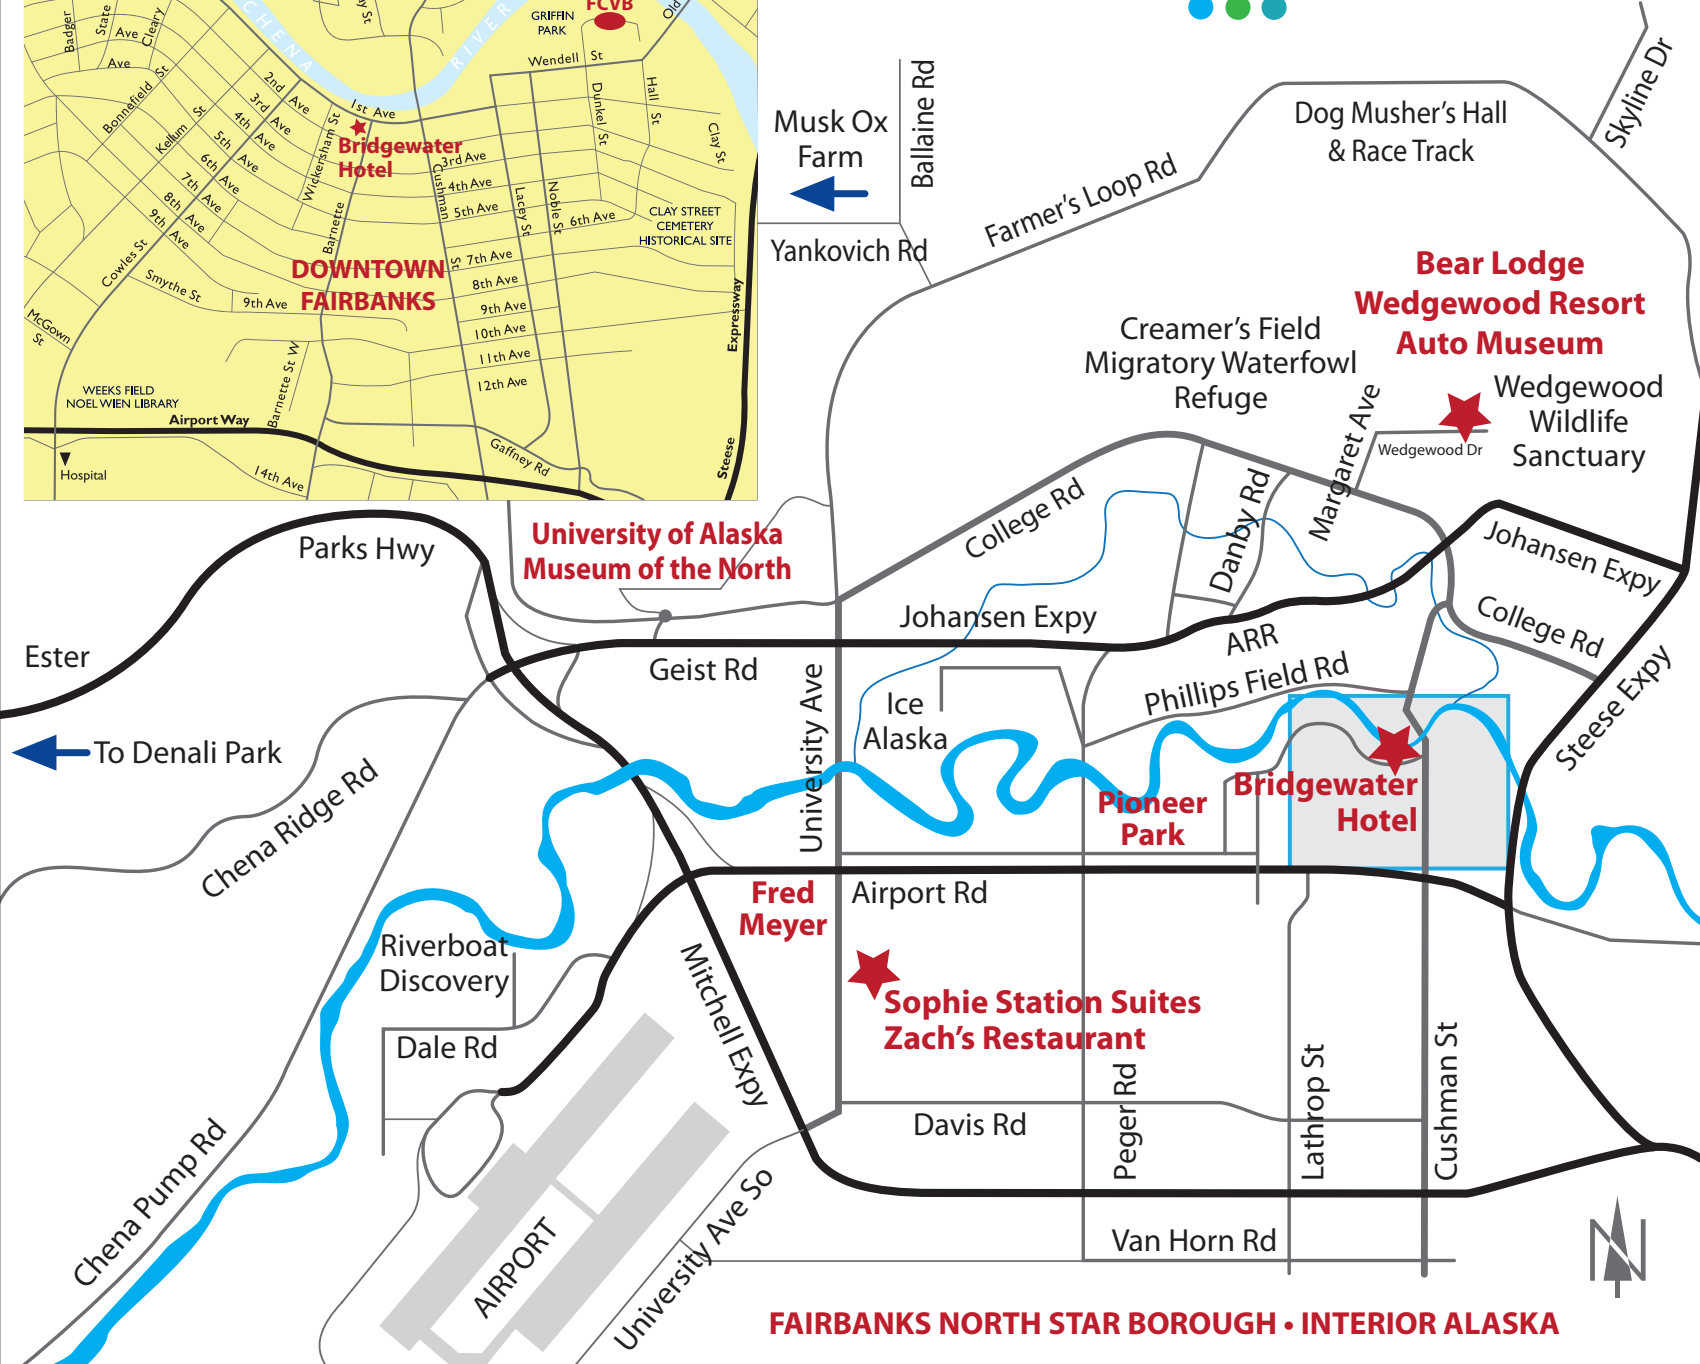 Badger
State
Cleary
Ave
Ave
Bonnefield St
Kellum St
CHENA
RIVER
GRIFFIN
PARK
FCVB
Old
Wendell St
Dunkel St
Hall St
Clay St
2nd Ave
1st Ave
3rd Ave
4th Ave
5th Ave
6th Ave
7th Ave
8th Ave
9th Ave
Wickersham St
Bridgewater
Hotel
Barnette
Cushman St
Lacey St
Noble St
3rd Ave
4th Ave
5th Ave
6th Ave
7th Ave
8th Ave
9th Ave
10th Ave
11th Ave
12th Ave
CLAY STREET
CEMETERY
HISTORICAL SITE
DOWNTOWN
FAIRBANKS
Cowles St
Smythe St
9th Ave
McGown
St
Barnette St W
WEEKS FIELD
NOEL WIEN LIBRARY
Airport Way
Hospital
14th Ave
Gaffney Rd
Steese
Expressway
Musk Ox
Farm
Ballaine Rd
Yankovich Rd
Farmer's Loop Rd
Dog Musher's Hall
& Race Track
Skyline Dr
Bear Lodge
Wedgewood Resort
Auto Museum
Creamer's Field
Migratory Waterfowl
Refuge
Margaret Ave
Wedgewood
Wildlife
Sanctuary
Wedgewood Dr
College Rd
Danby Rd
Johansen Expy
College Rd
Steese Expy
Parks Hwy
University of Alaska
Museum of the North
Johansen Expy
ARR
Geist Rd
Phillips Field Rd
Ester
To Denali Park
University Ave
Ice
Alaska
Chena Ridge Rd
Pioneer
Park
Bridgewater
Hotel
Fred
Meyer
Airport Rd
Riverboat
Discovery
Dale Rd
Mitchell Expy
Sophie Station Suites
Zach's Restaurant
Davis Rd
Peger Rd
Lathrop St
Cushman St
Chena Pump Rd
AIRPORT
University Ave So
Van Horn Rd
N
FAIRBANKS NORTH STAR BOROUGH • INTERIOR ALASKA